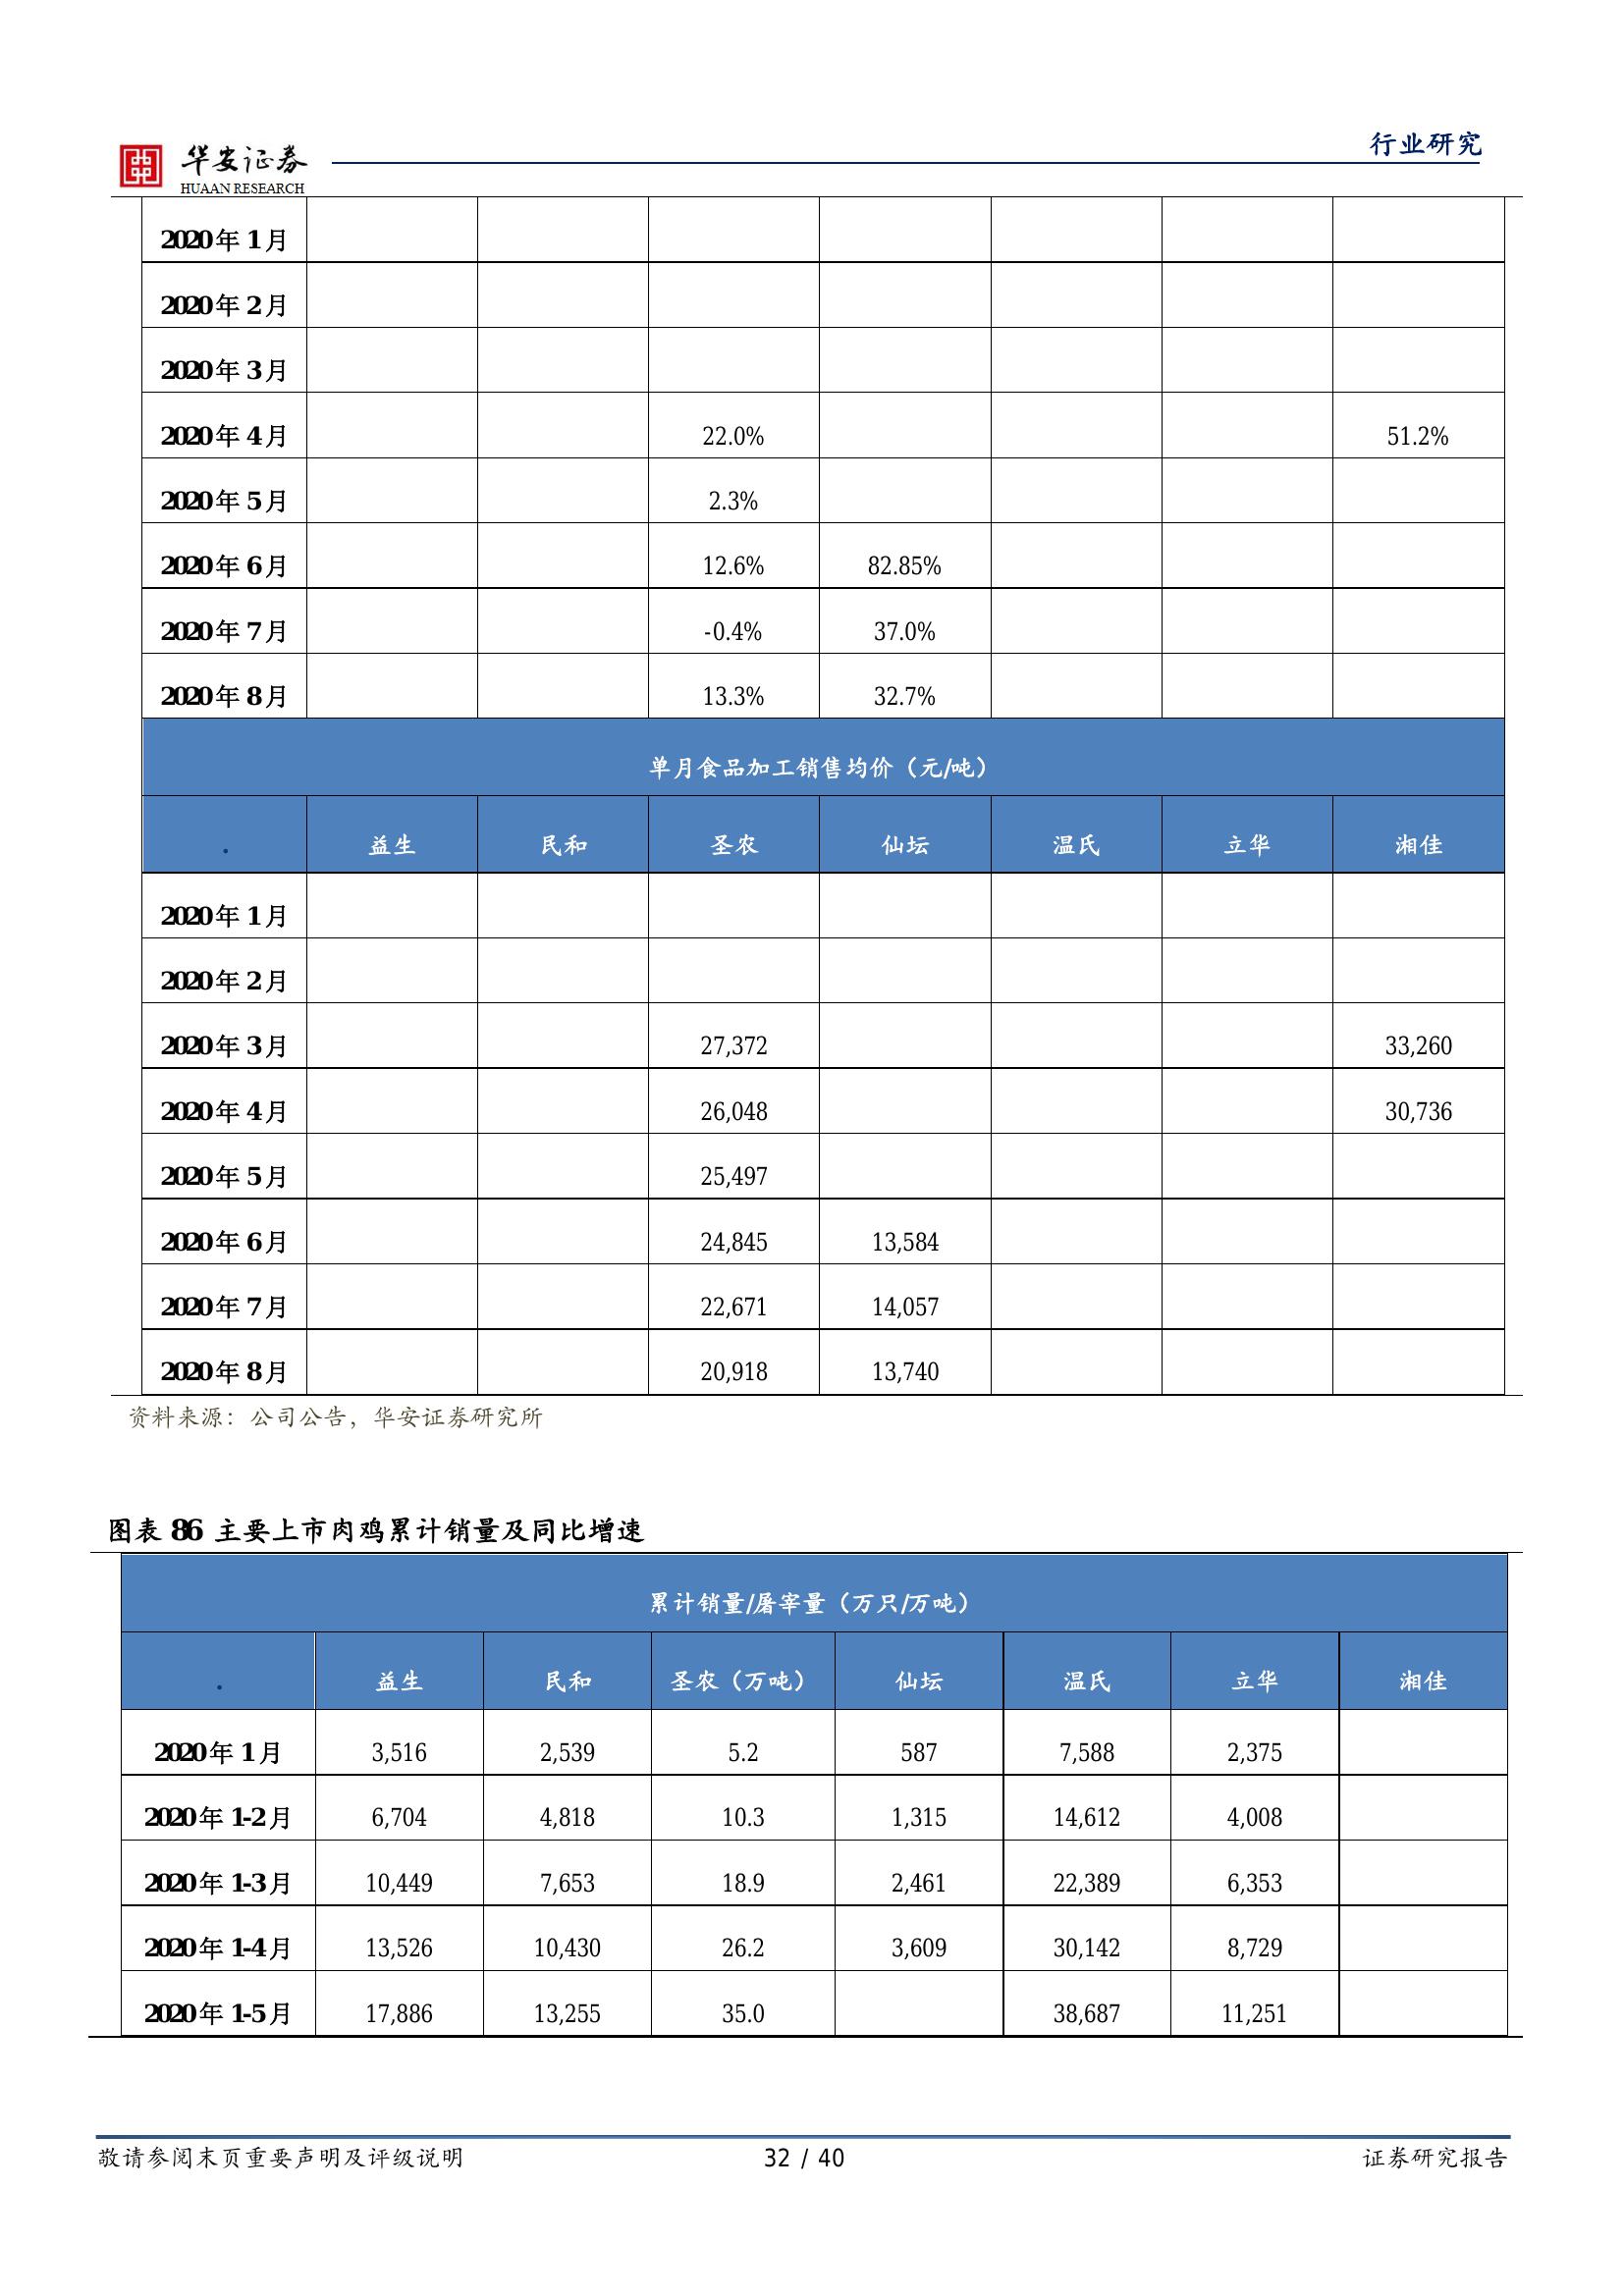 行业研究
华安证券
HUAAN RESEARCH
2020年 1月
2020年 2月
2020年 3月
2020年 4月 22.0% 51.2%
2020年 5月 2.3%
2020年 6月 12.6% 82.85%
2020年 7月 -0.4% 37.0%
2020年 8月 13.3% 32.7%
单月食品加工销售均价（元/吨）
. 益生 民和 圣农 仙坛 温氏 立华 湘佳
2020年 1月
2020年 2月
2020年 3月 27,372 33,260
2020年 4月 26,048 30,736
2020年 5月 25,497
2020年 6月 24,845 13,584
2020年 7月 22,671 14,057
2020年 8月 20,918 13,740
资料来源：公司公告，华安证券研究所
图表 86 主要上市肉鸡累计销量及同比增速
累计销量/屠宰量（万只/万吨）
. 益生 民和 圣农（万吨） 仙坛 温氏 立华 湘佳
2020年 1月 3,516 2,539 5.2 587 7,588 2,375
2020年 1-2月 6,704 4,818 10.3 1,315 14,612 4,008
2020年 1-3月 10,449 7,653 18.9 2,461 22,389 6,353
2020年 1-4月 13,526 10,430 26.2 3,609 30,142 8,729
2020年 1-5月 17,886 13,255 35.0 38,687 11,251
敬请参阅末页重要声明及评级说明 32 / 40 证券研究报告